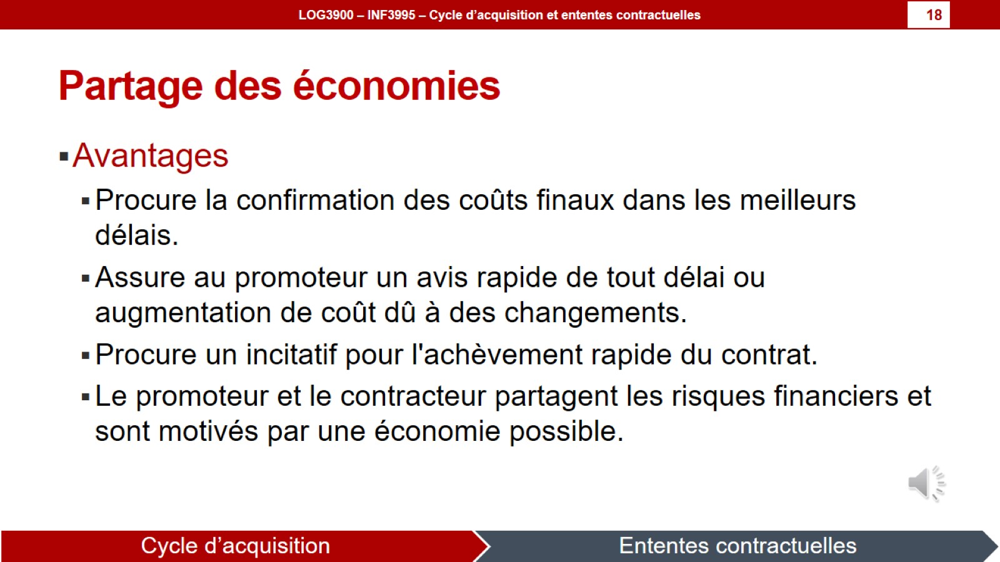 LOG3900 – INF3995 – Cycle d’acquisition et ententes contractuelles
18
Partage des économies
▪Avantages
▪Procure la confirmation des coûts finaux dans les meilleurs
délais.
▪Assure au promoteur un avis rapide de tout délai ou
augmentation de coût dû à des changements.
▪Procure un incitatif pour l'achèvement rapide du contrat.
▪Le promoteur et le contracteur partagent les risques financiers et
sont motivés par une économie possible.
Cycle d’acquisition
Ententes contractuelles